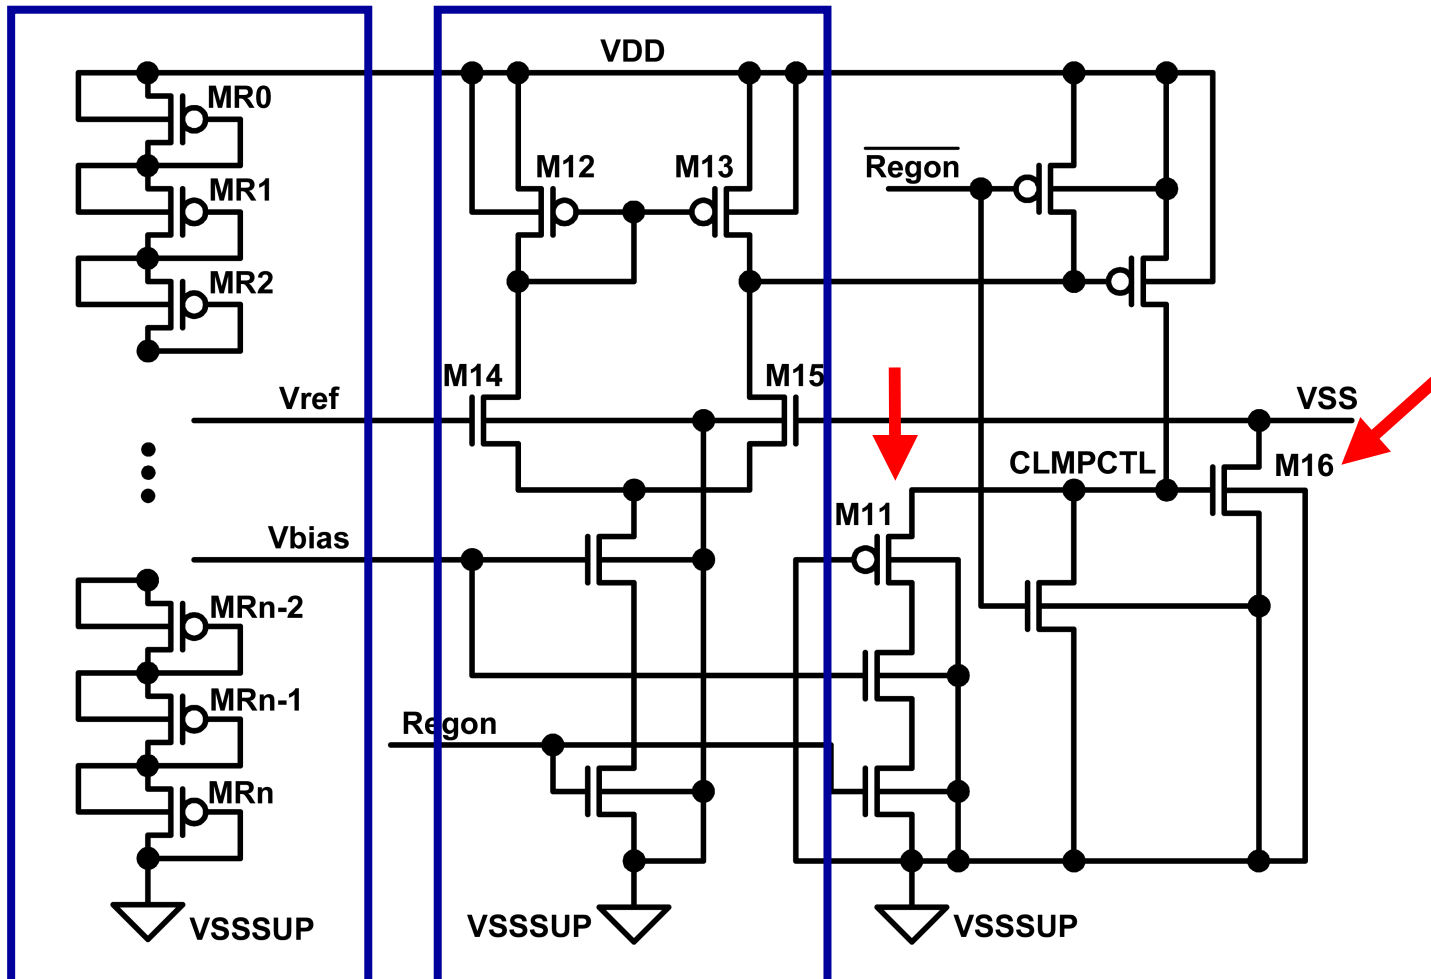 VDD
MR0
M12
M13
Regon
MR1
MR2
M14
M15
Vref
VSS
CLMPCTL
M16
M11
Vbias
MRn-2
MRn-1
Regon
MRn
VSSSUP
VSSSUP
VSSSUP